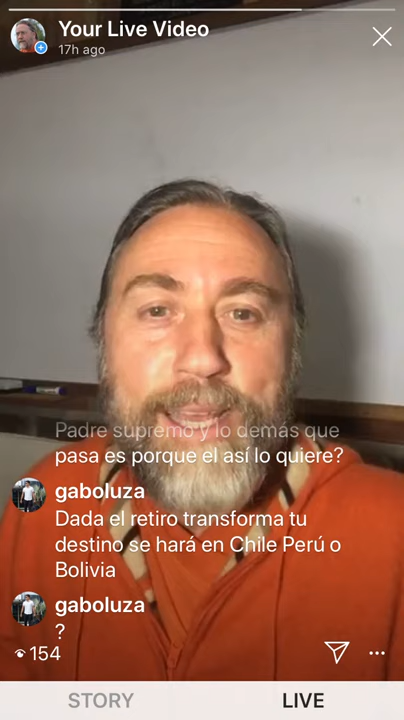 Your Live Video
17h ago
Padre supremo y lo demás que
pasa es porque el así lo quiere?
gaboluza
Dada el retiro transforma tu
destino se hará en Chile Perú o
Bolivia
gaboluza
?
154
STORY
LIVE